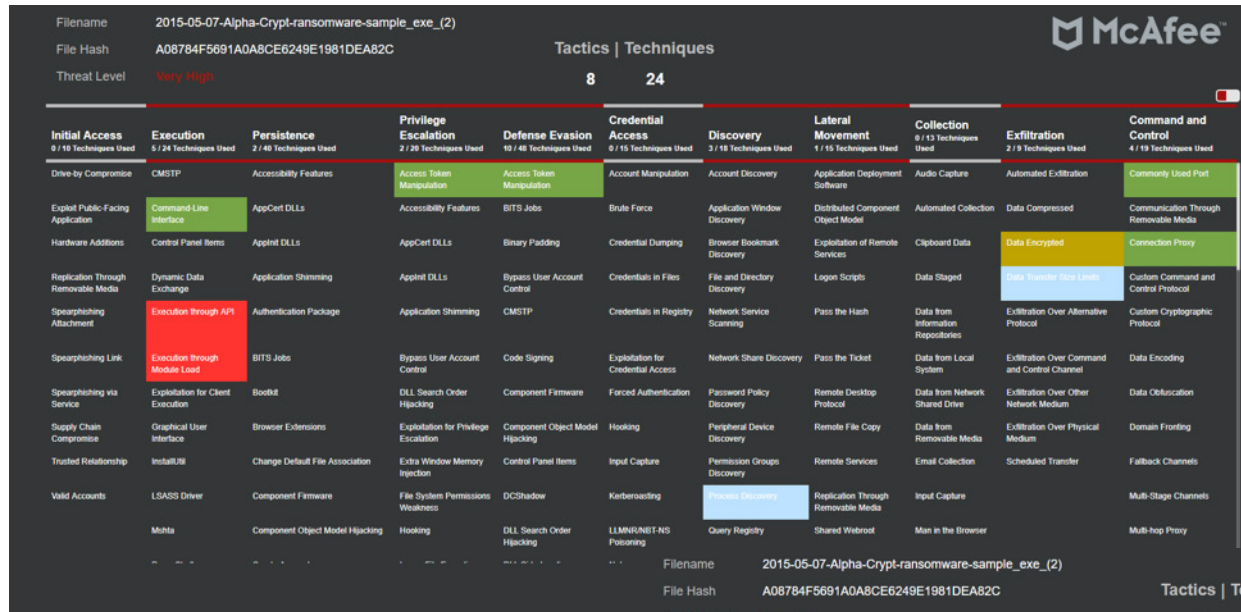 Filename 2015-05-07-Alpha-Crypt-ransomware-sample_exe_(2)
File Hash A08784F5691A0A8CE6249E1981DEA82C
Threat Level Very High
Tactics | Techniques
8 24
McAfee™
Initial Access
0 / 10 Techniques Used
Drive-by Compromise
Exploit Public-Facing
Application
Hardware Additions
Replication Through
Removable Media
Spearphishing
Attachment
Spearphishing Link
Spearphishing via
Service
Supply Chain
Compromise
Trusted Relationship
Valid Accounts
Execution
5 / 24 Techniques Used
CMSTP
Command-Line
Interface
Control Panel Items
Dynamic Data
Exchange
Execution through API
Execution through
Module Load
Exploitation for Client
Execution
Graphical User
Interface
InstallUtil
LSASS Driver
Mshta
Persistence
2 / 40 Techniques Used
Accessibility Features
AppCert DLLs
AppInit DLLs
Application Shimming
Authentication Package
BITS Jobs
Bootkit
Browser Extensions
Change Default File Association
Component Firmware
Component Object Model Hijacking
Privilege
Escalation
2 / 20 Techniques Used
Access Token
Manipulation
Accessibility Features
AppCert DLLs
AppInit DLLs
Application Shimming
Bypass User Account
Control
DLL Search Order
Hijacking
Exploitation for Privilege
Escalation
Extra Window Memory
Injection
File System Permissions
Weakness
Hooking
Defense Evasion
10 / 48 Techniques Used
Access Token
Manipulation
BITS Jobs
Binary Padding
Bypass User Account
Control
CMSTP
Code Signing
Component Firmware
Component Object Model
Hijacking
Control Panel Items
DCShadow
DLL Search Order
Hijacking
Credential
Access
0 / 15 Techniques Used
Account Manipulation
Brute Force
Credential Dumping
Credentials in Files
Credentials in Registry
Exploitation for
Credential Access
Forced Authentication
Hooking
Input Capture
Kerberoasting
LLMNR/NBT-NS
Poisoning
Discovery
3 / 18 Techniques Used
Account Discovery
Application Window
Discovery
Browser Bookmark
Discovery
File and Directory
Discovery
Network Service
Scanning
Network Share Discovery
Password Policy
Discovery
Peripheral Device
Discovery
Permission Groups
Discovery
Process Discovery
Query Registry
Lateral
Movement
1 / 15 Techniques Used
Application Deployment
Software
Distributed Component
Object Model
Exploitation of Remote
Services
Logon Scripts
Pass the Hash
Pass the Ticket
Remote Desktop
Protocol
Remote File Copy
Remote Services
Replication Through
Removable Media
Shared Webroot
Collection
0 / 13 Techniques
Used
Audio Capture
Automated Collection
Clipboard Data
Data Staged
Data from
Information
Repositories
Data from Local
System
Data from Network
Shared Drive
Data from
Removable Media
Email Collection
Input Capture
Man in the Browser
Exfiltration
2 / 9 Techniques Used
Automated Exfiltration
Data Compressed
Data Encrypted
Data Transfer Size Limits
Exfiltration Over Alternative
Protocol
Exfiltration Over Command
and Control Channel
Exfiltration Over Other
Network Medium
Exfiltration Over Physical
Medium
Scheduled Transfer
Command and
Control
4 / 19 Techniques Used
Commonly Used Port
Communication Through
Removable Media
Connection Proxy
Custom Command and
Control Protocol
Custom Cryptographic
Protocol
Data Encoding
Data Obfuscation
Domain Fronting
Fallback Channels
Multi-Stage Channels
Multi-hop Proxy
Filename 2015-05-07-Alpha-Crypt-ransomware-sample_exe_(2)
File Hash A08784F5691A0A8CE6249E1981DEA82C
Tactics | T